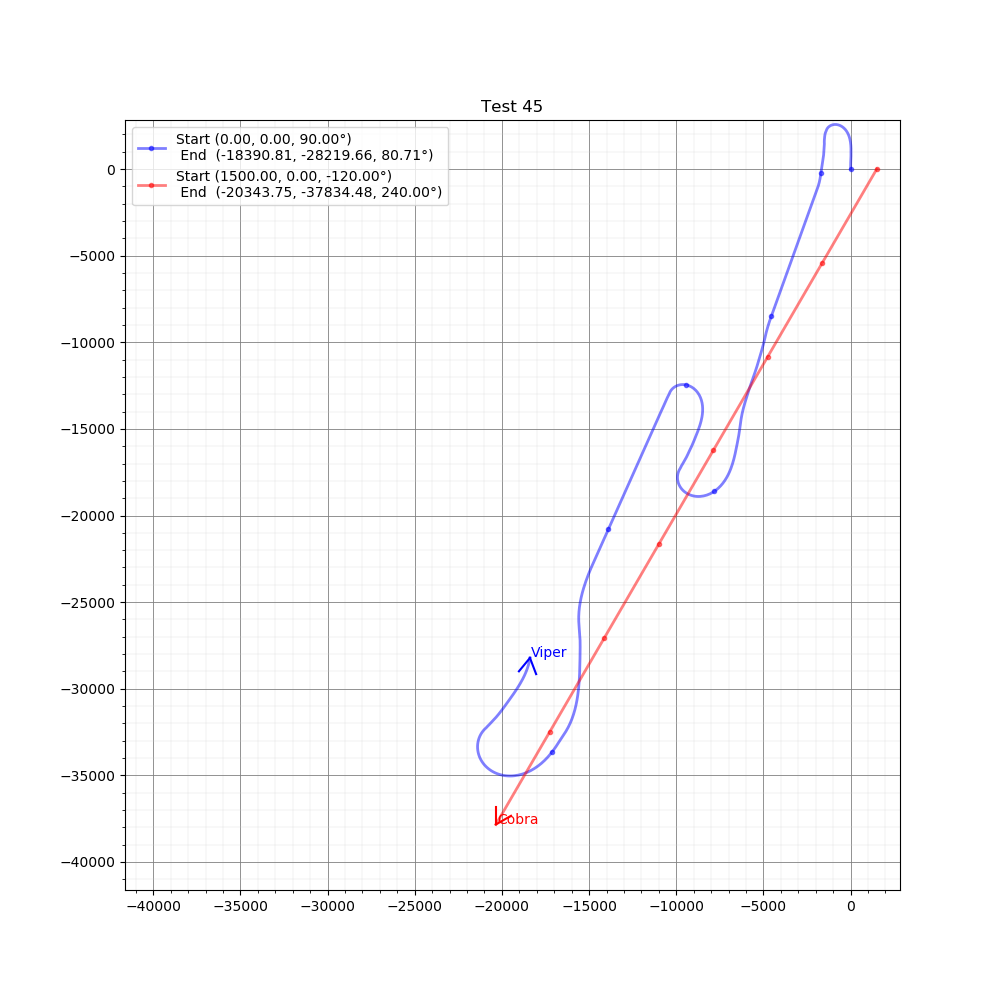 Test 45
Start (0.00, 0.00, 90.00°)
End (-18390.81, -28219.66, 80.71°)
Start (1500.00, 0.00, -120.00°)
End (-20343.75, -37834.48, 240.00°)
0
−5000
−10000
−15000
−20000
−25000
−30000
−35000
−40000
Viper
Cobra
−40000 −35000 −30000 −25000 −20000 −15000 −10000 −5000 0